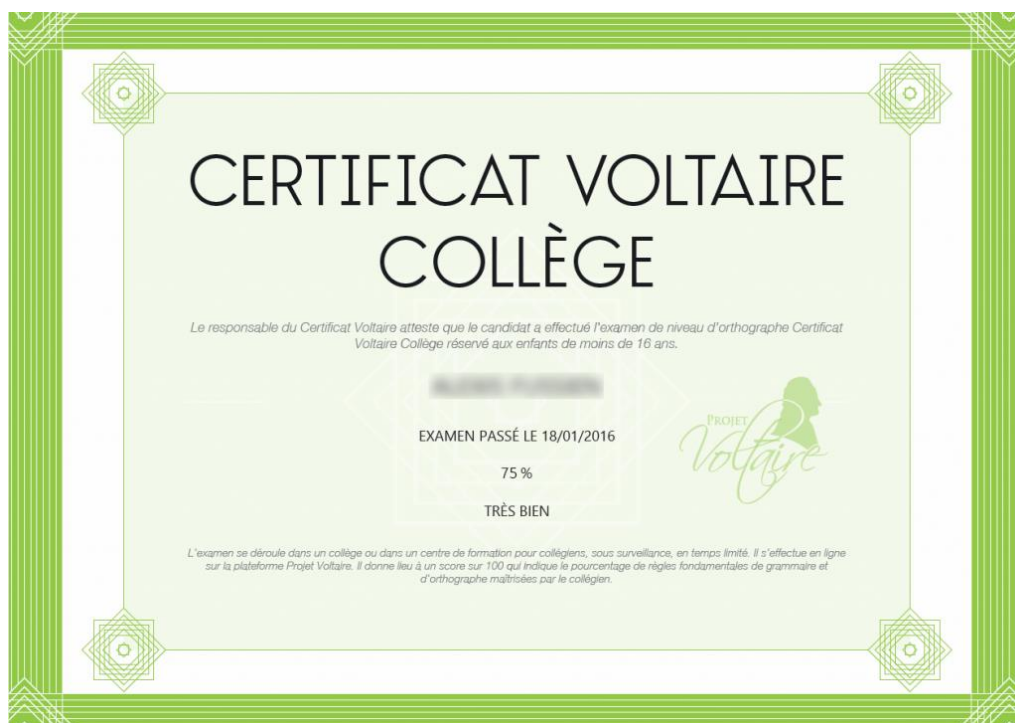 CERTIFICAT VOLTAIRE
COLLÈGE
Le responsable du Certificat Voltaire atteste que le candidat a effectué l'examen de niveau d'orthographe Certificat
Voltaire Collège réservé aux enfants de moins de 16 ans.
EXAMEN PASSÉ LE 18/01/2016
75 %
TRÈS BIEN
PROJET
Voltaire
L'examen se déroule dans un collège ou dans un centre de formation pour collégiens, sous surveillance, en temps limité. Il s'effectue en ligne
sur la plateforme Projet Voltaire. Il donne lieu à un score sur 100 qui indique le pourcentage de règles fondamentales de grammaire et
d'orthographe maîtrisées par le collégien.